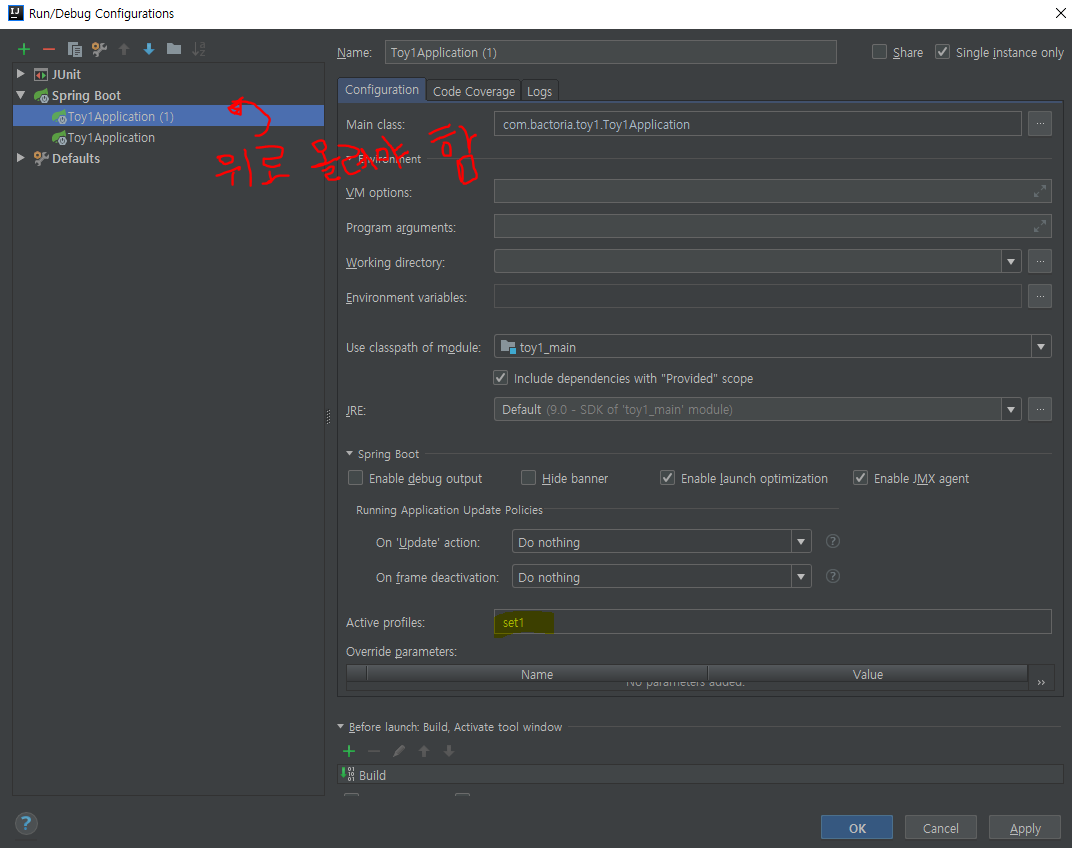 Run/Debug Configurations
JUnit
Spring Boot
Toy1Application (1)
Toy1Application
Defaults
위로 올려야 함
Name: Toy1Application (1) Share Single instance only
Configuration Code Coverage Logs
Main class: com.bactoria.toy1.Toy1Application ...
Environment
VM options:
Program arguments:
Working directory: ...
Environment variables: ...
Use classpath of module: toy1_main
Include dependencies with "Provided" scope
JRE: Default (9.0 - SDK of 'toy1_main' module) ...
Spring Boot
Enable debug output Hide banner Enable launch optimization Enable JMX agent
Running Application Update Policies
On 'Update' action: Do nothing ?
On frame deactivation: Do nothing ?
Active profiles: set1
Override parameters:
Name Value
No parameters added. »
Before launch: Build, Activate tool window
Build
? OK Cancel Apply